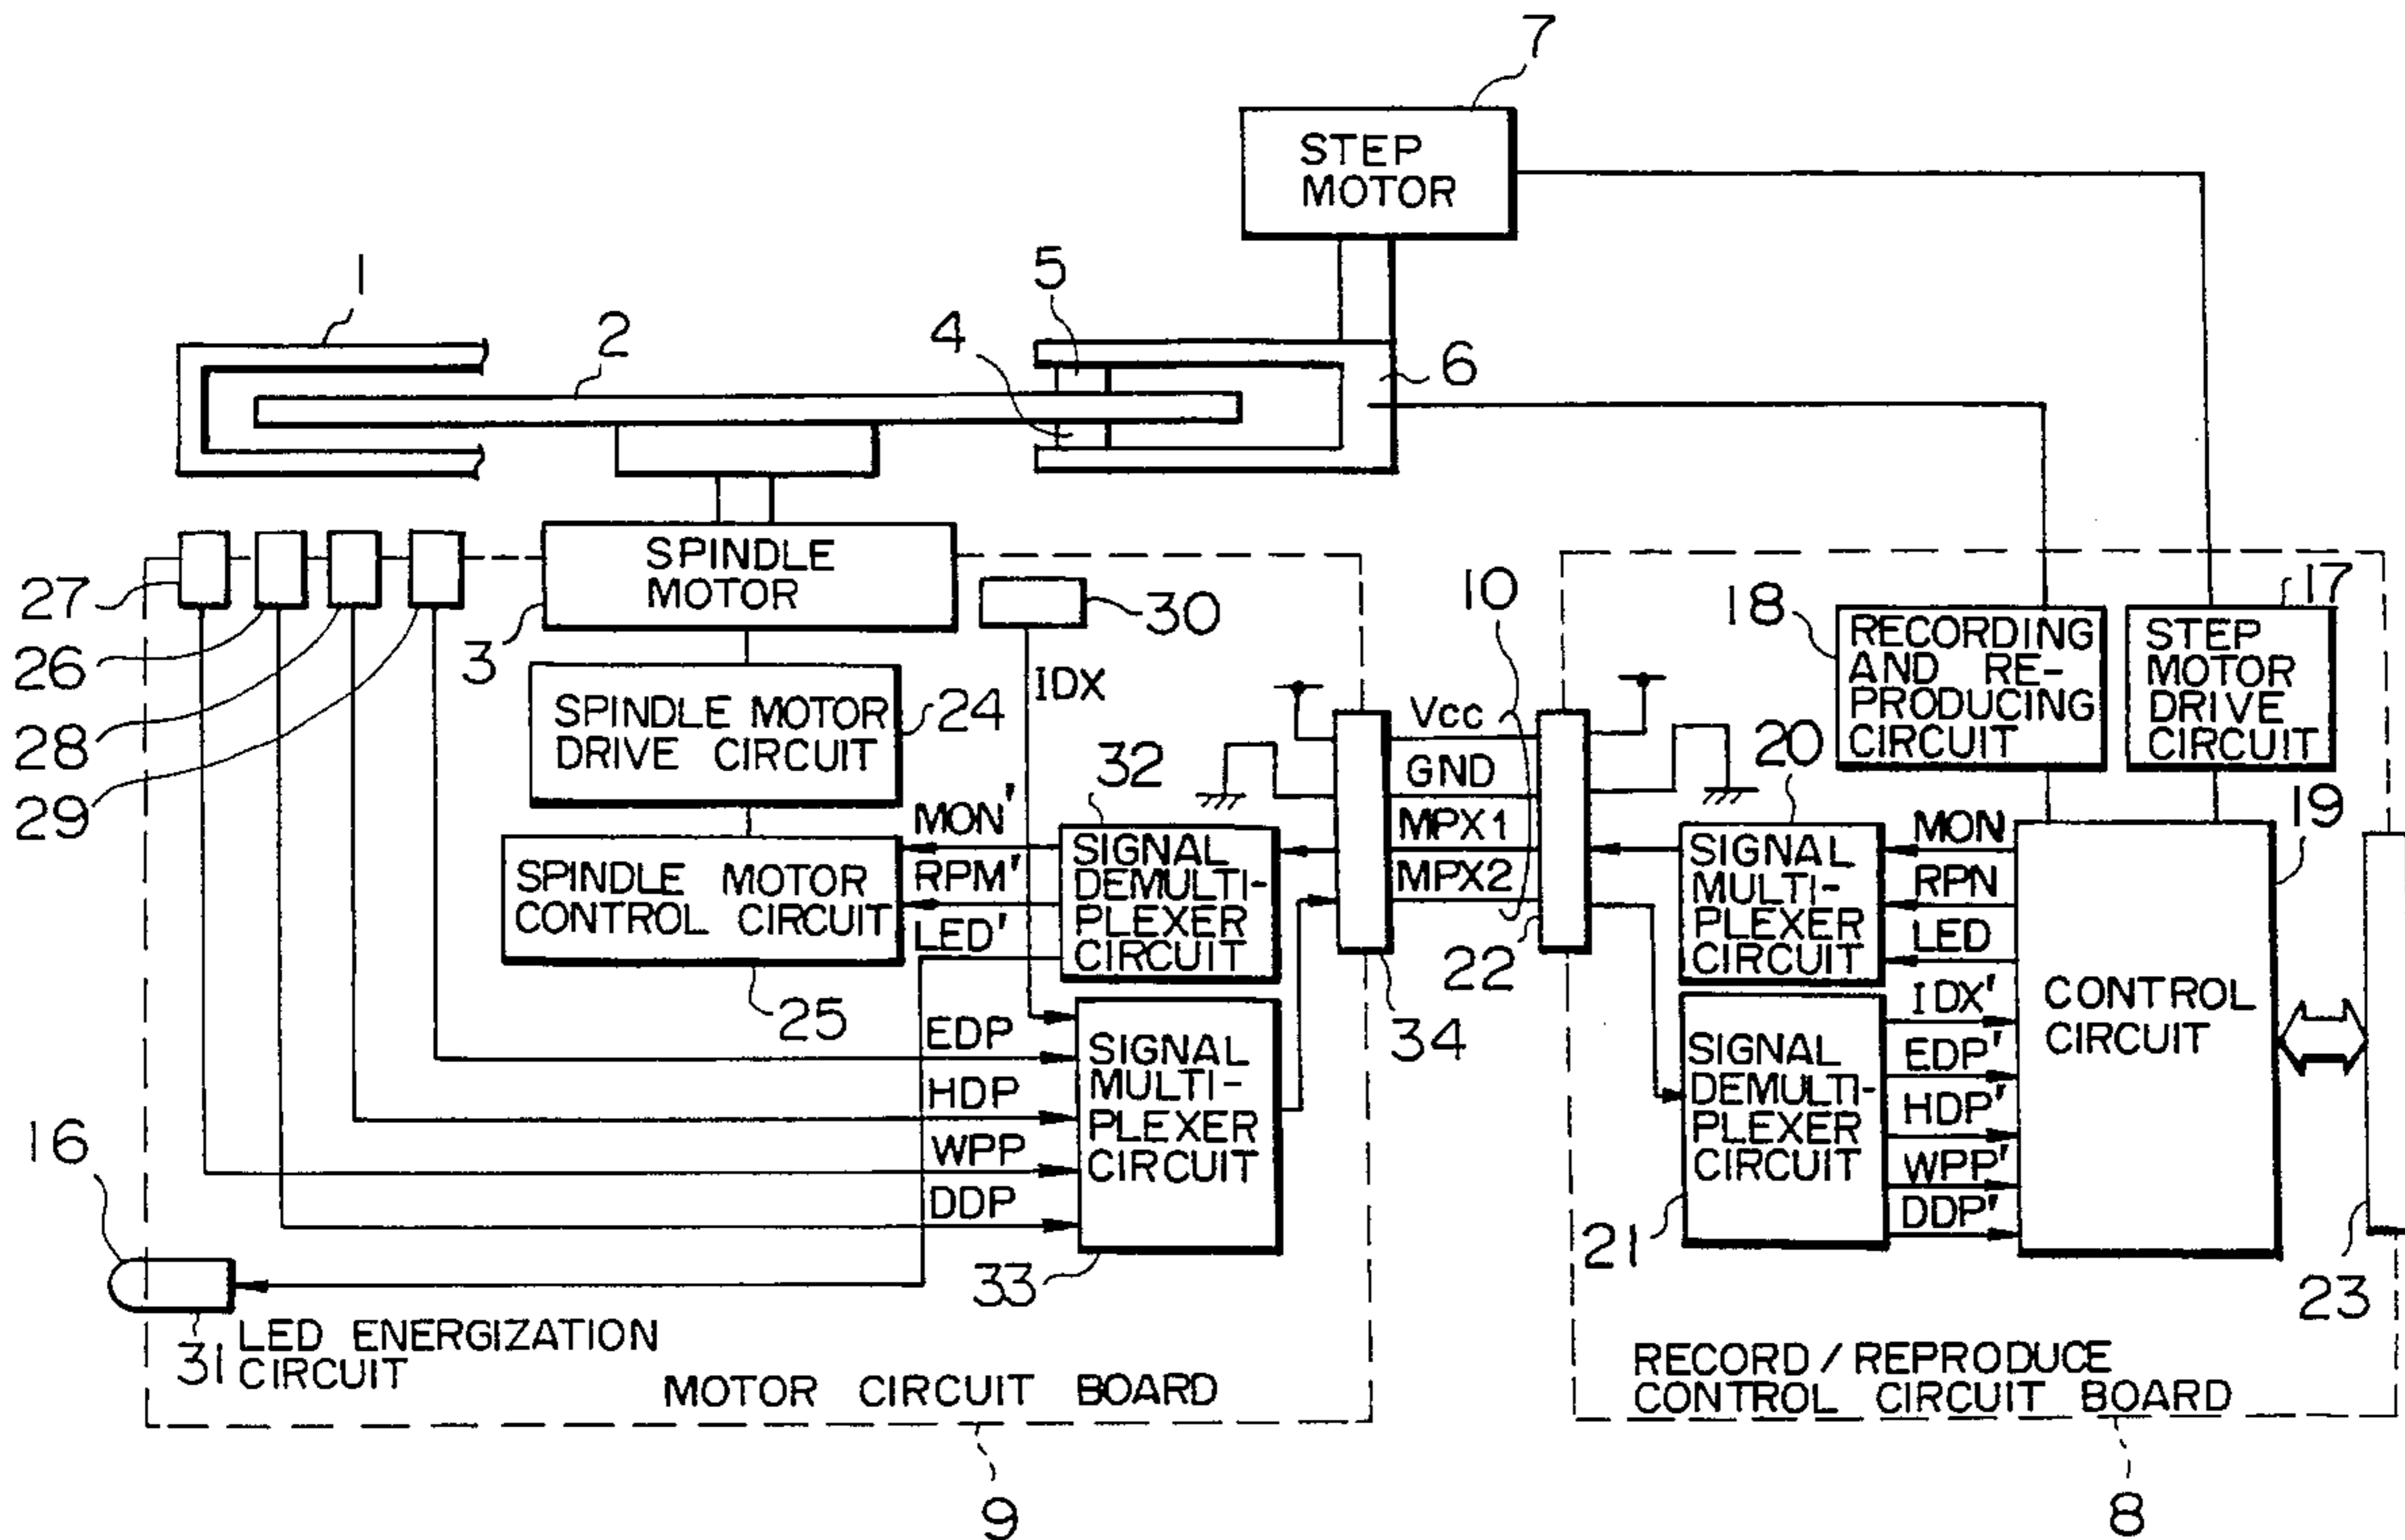 7
STEP
MOTOR
1
2
5
4
6
27
26
28
29
SPINDLE
MOTOR
3
30
IDX
10
18
17
RECORDING
AND RE-
PRODUCING
CIRCUIT
STEP
MOTOR
DRIVE
CIRCUIT
SPINDLE MOTOR
DRIVE CIRCUIT
24
Vcc
GND
MPX1
MPX2
20
19
32
MON'
RPM'
LED'
SIGNAL
DEMULTI-
PLEXER
CIRCUIT
SPINDLE MOTOR
CONTROL CIRCUIT
25
34
22
SIGNAL
MULTI-
PLEXER
CIRCUIT
MON
RPN
LED
IDX'
EDP'
HDP'
WPP'
DDP'
CONTROL
CIRCUIT
EDP
HDP
WPP
DDP
SIGNAL
MULTI-
PLEXER
CIRCUIT
33
SIGNAL
DEMULTI-
PLEXER
CIRCUIT
21
23
16
31
LED ENERGIZATION
CIRCUIT
MOTOR CIRCUIT BOARD
9
RECORD/REPRODUCE
CONTROL CIRCUIT BOARD
8